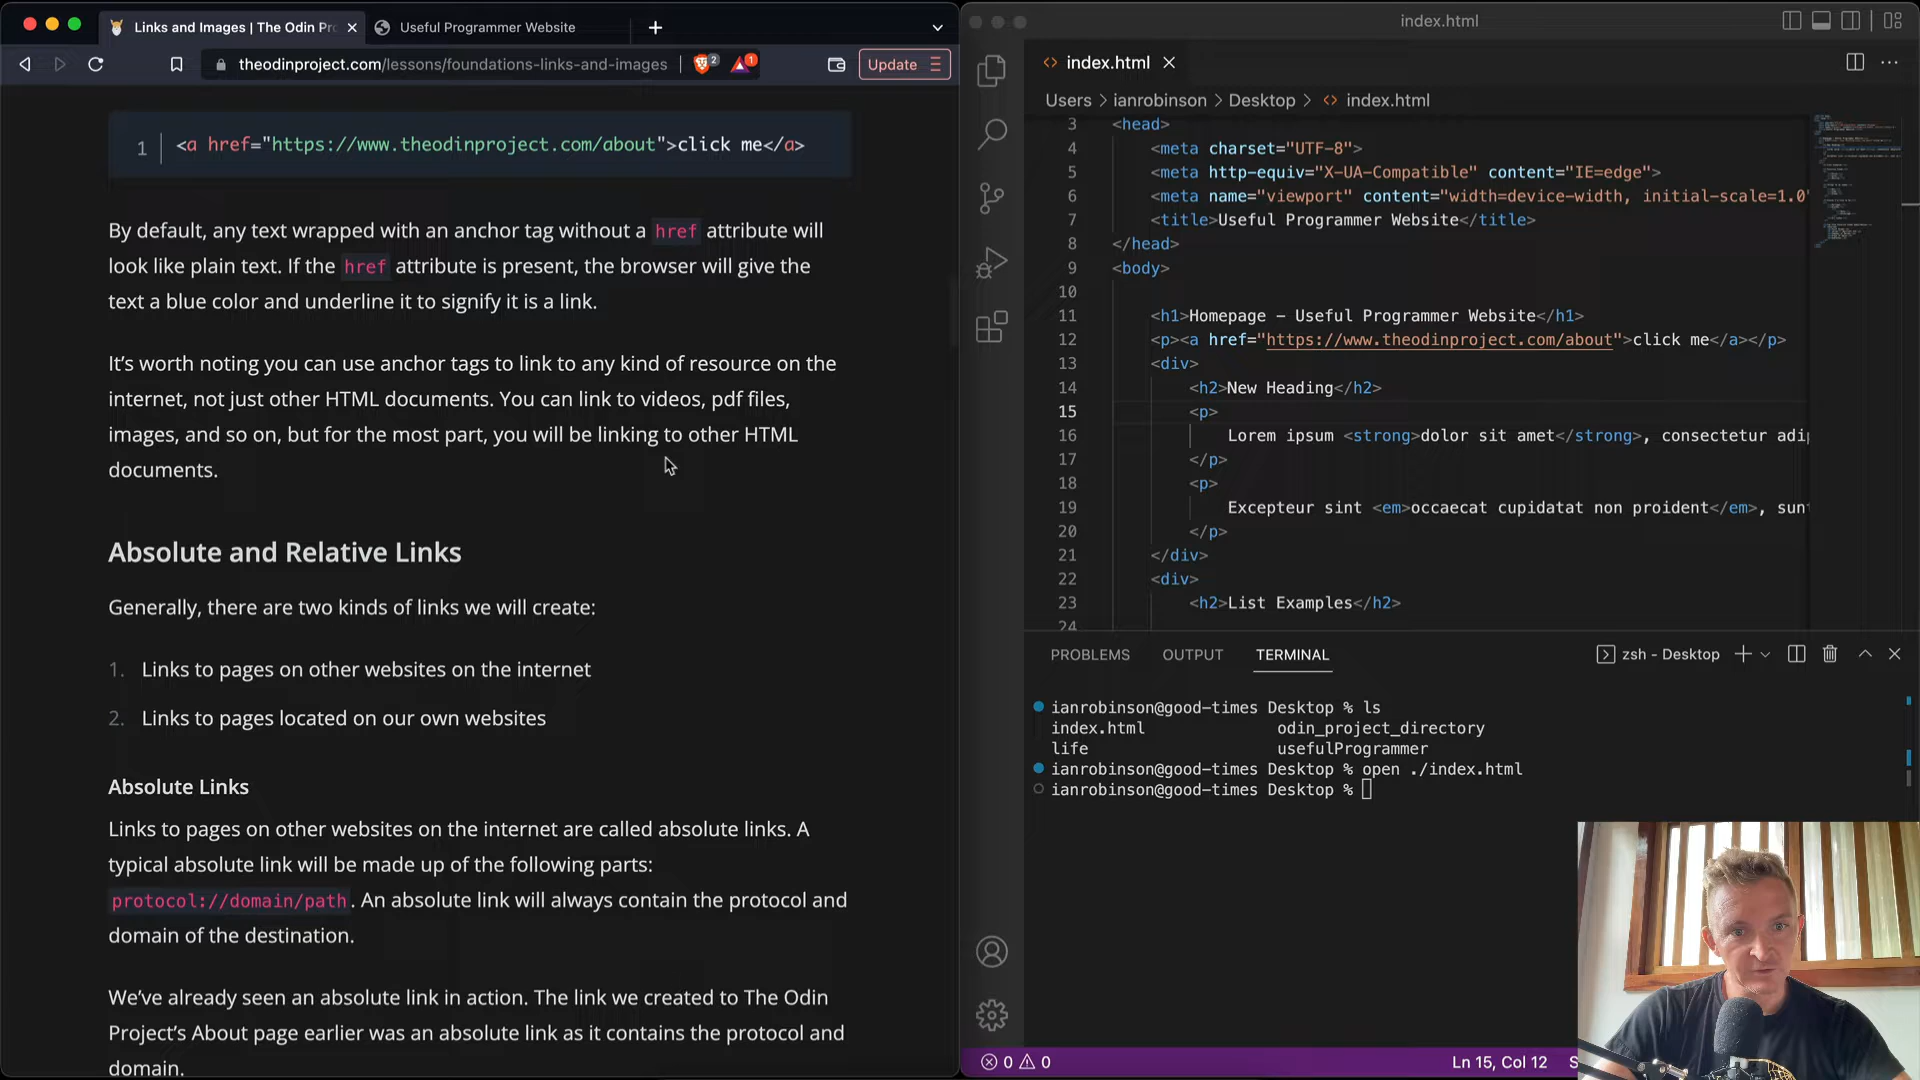 Links and Images | The Odin Pr
Useful Programmer Website
theodinproject.com/lessons/foundations-links-and-images
2
1
Update
1
<a href="https://www.theodinproject.com/about">click me</a>
By default, any text wrapped with an anchor tag without a href attribute will
look like plain text. If the href attribute is present, the browser will give the
text a blue color and underline it to signify it is a link.
It's worth noting you can use anchor tags to link to any kind of resource on the
internet, not just other HTML documents. You can link to videos, pdf files,
images, and so on, but for the most part, you will be linking to other HTML
documents.
Absolute and Relative Links
Generally, there are two kinds of links we will create:
1. Links to pages on other websites on the internet
2. Links to pages located on our own websites
Absolute Links
Links to pages on other websites on the internet are called absolute links. A
typical absolute link will be made up of the following parts:
protocol://domain/path. An absolute link will always contain the protocol and
domain of the destination.
We've already seen an absolute link in action. The link we created to The Odin
Project's About page earlier was an absolute link as it contains the protocol and
domain.
index.html
index.html
Users > ianrobinson > Desktop > <> index.html
3 <head>
4 <meta charset="UTF-8">
5 <meta http-equiv="X-UA-Compatible" content="IE=edge">
6 <meta name="viewport" content="width=device-width, initial-scale=1.0"
7 <title>Useful Programmer Website</title>
8 </head>
9 <body>
10
11 <h1>Homepage – Useful Programmer Website</h1>
12 <p><a href="https://www.theodinproject.com/about">click me</a></p>
13 <div>
14 <h2>New Heading</h2>
15 <p>
16 Lorem ipsum <strong>dolor sit amet</strong>, consectetur adip
17 </p>
18 <p>
19 Excepteur sint <em>occaecat cupidatat non proident</em>, sunt
20 </p>
21 </div>
22 <div>
23 <h2>List Examples</h2>
24
PROBLEMS OUTPUT TERMINAL
zsh - Desktop
ianrobinson@good-times Desktop % ls
index.html odin_project_directory
life usefulProgrammer
ianrobinson@good-times Desktop % open ./index.html
ianrobinson@good-times Desktop %
0 0
Ln 15, Col 12
S